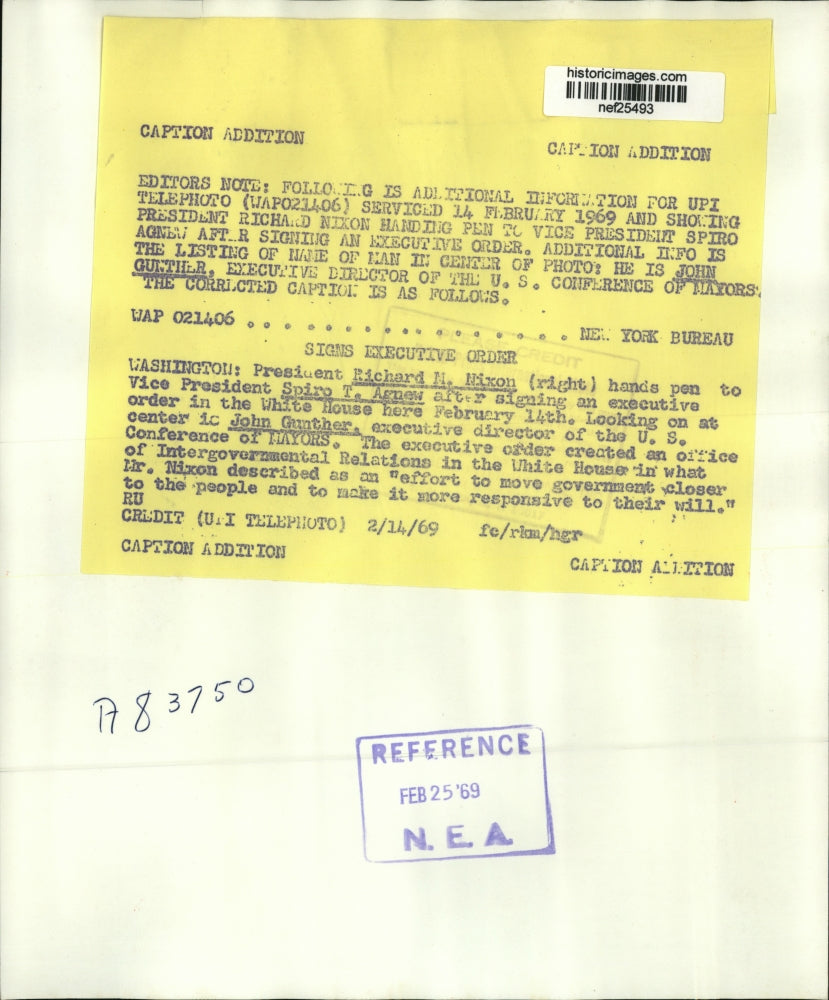 historicimages.com
nef25493
CAPTION ADDITION
CAPTION ADDITION
EDITORS NOTE: FOLLOWING IS ADDITIONAL INFORMATION FOR UPI
TELEPHOTO (WAP021406) SERVICED 14 FEBRUARY 1969 AND SHOWING
PRESIDENT RICHARD NIXON HANDING PEN TO VICE PRESIDENT SPIRO
AGNEW AFTER SIGNING AN EXECUTIVE ORDER. ADDITIONAL INFO IS
THE LISTING OF NAME OF MAN IN CENTER OF PHOTO: HE IS JOHN
GUNTHER, EXECUTIVE DIRECTOR OF THE U. S. CONFERENCE OF MAYORS.
THE CORRECTED CAPTION IS AS FOLLOWS.
WAP 021406 . . . . . . . . . . . . . . . . . NEW YORK BUREAU
SIGNS EXECUTIVE ORDER
WASHINGTON: President Richard M. Nixon (right) hands pen to
Vice President Spiro T. Agnew after signing an executive
order in the White House here February 14th. Looking on at
center is John Gunther, executive director of the U. S.
Conference of MAYORS. The executive order created an office
of Intergovernmental Relations in the White House in what
Mr. Nixon described as an "effort to move government closer
to the people and to make it more responsive to their will."
RU
CREDIT (UPI TELEPHOTO) 2/14/69 fc/rkm/hgr
CAPTION ADDITION
CAPTION ADDITION
A83750
REFERENCE
FEB 25 '69
N. E. A.